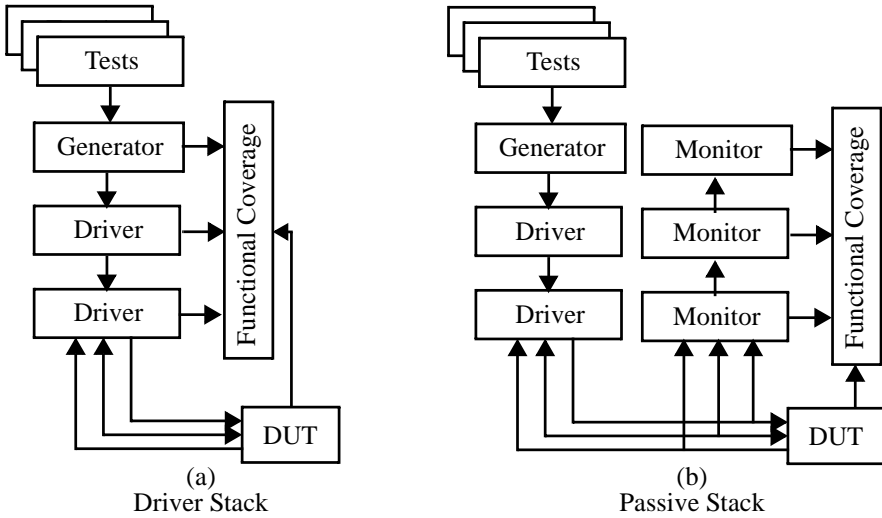 Tests
Generator
Driver
Driver
Functional Coverage
DUT
(a)
Driver Stack
Tests
Generator
Driver
Driver
Monitor
Monitor
Monitor
Functional Coverage
DUT
(b)
Passive Stack